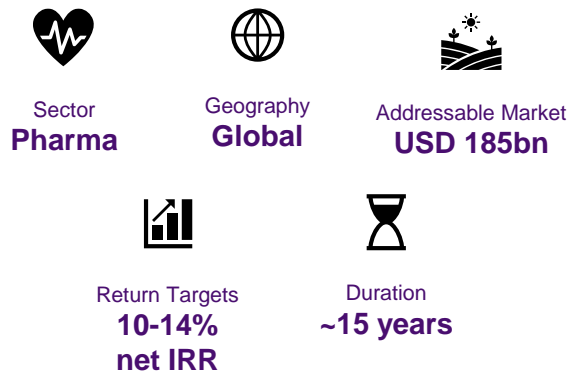 Sector
Pharma
Geography
Global
Addressable Market
USD 185bn
Return Targets
10-14%
net IRR
Duration
~15 years